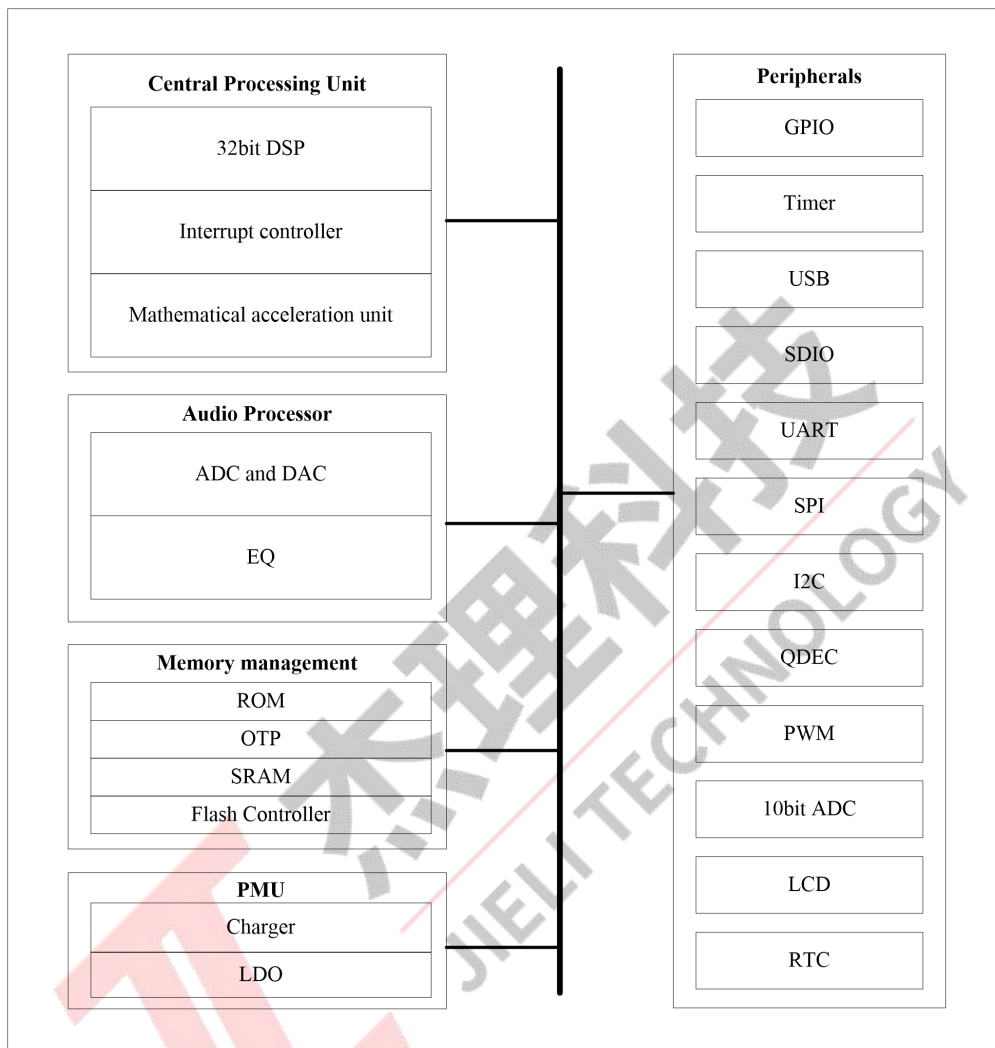 Central Processing Unit
32bit DSP
Interrupt controller
Mathematical acceleration unit
Audio Processor
ADC and DAC
EQ
Memory management
ROM
OTP
SRAM
Flash Controller
PMU
Charger
LDO
Peripherals
GPIO
Timer
USB
SDIO
UART
SPI
I2C
QDEC
PWM
10bit ADC
LCD
RTC
杰理科技
JIELI TECHNOLOGY